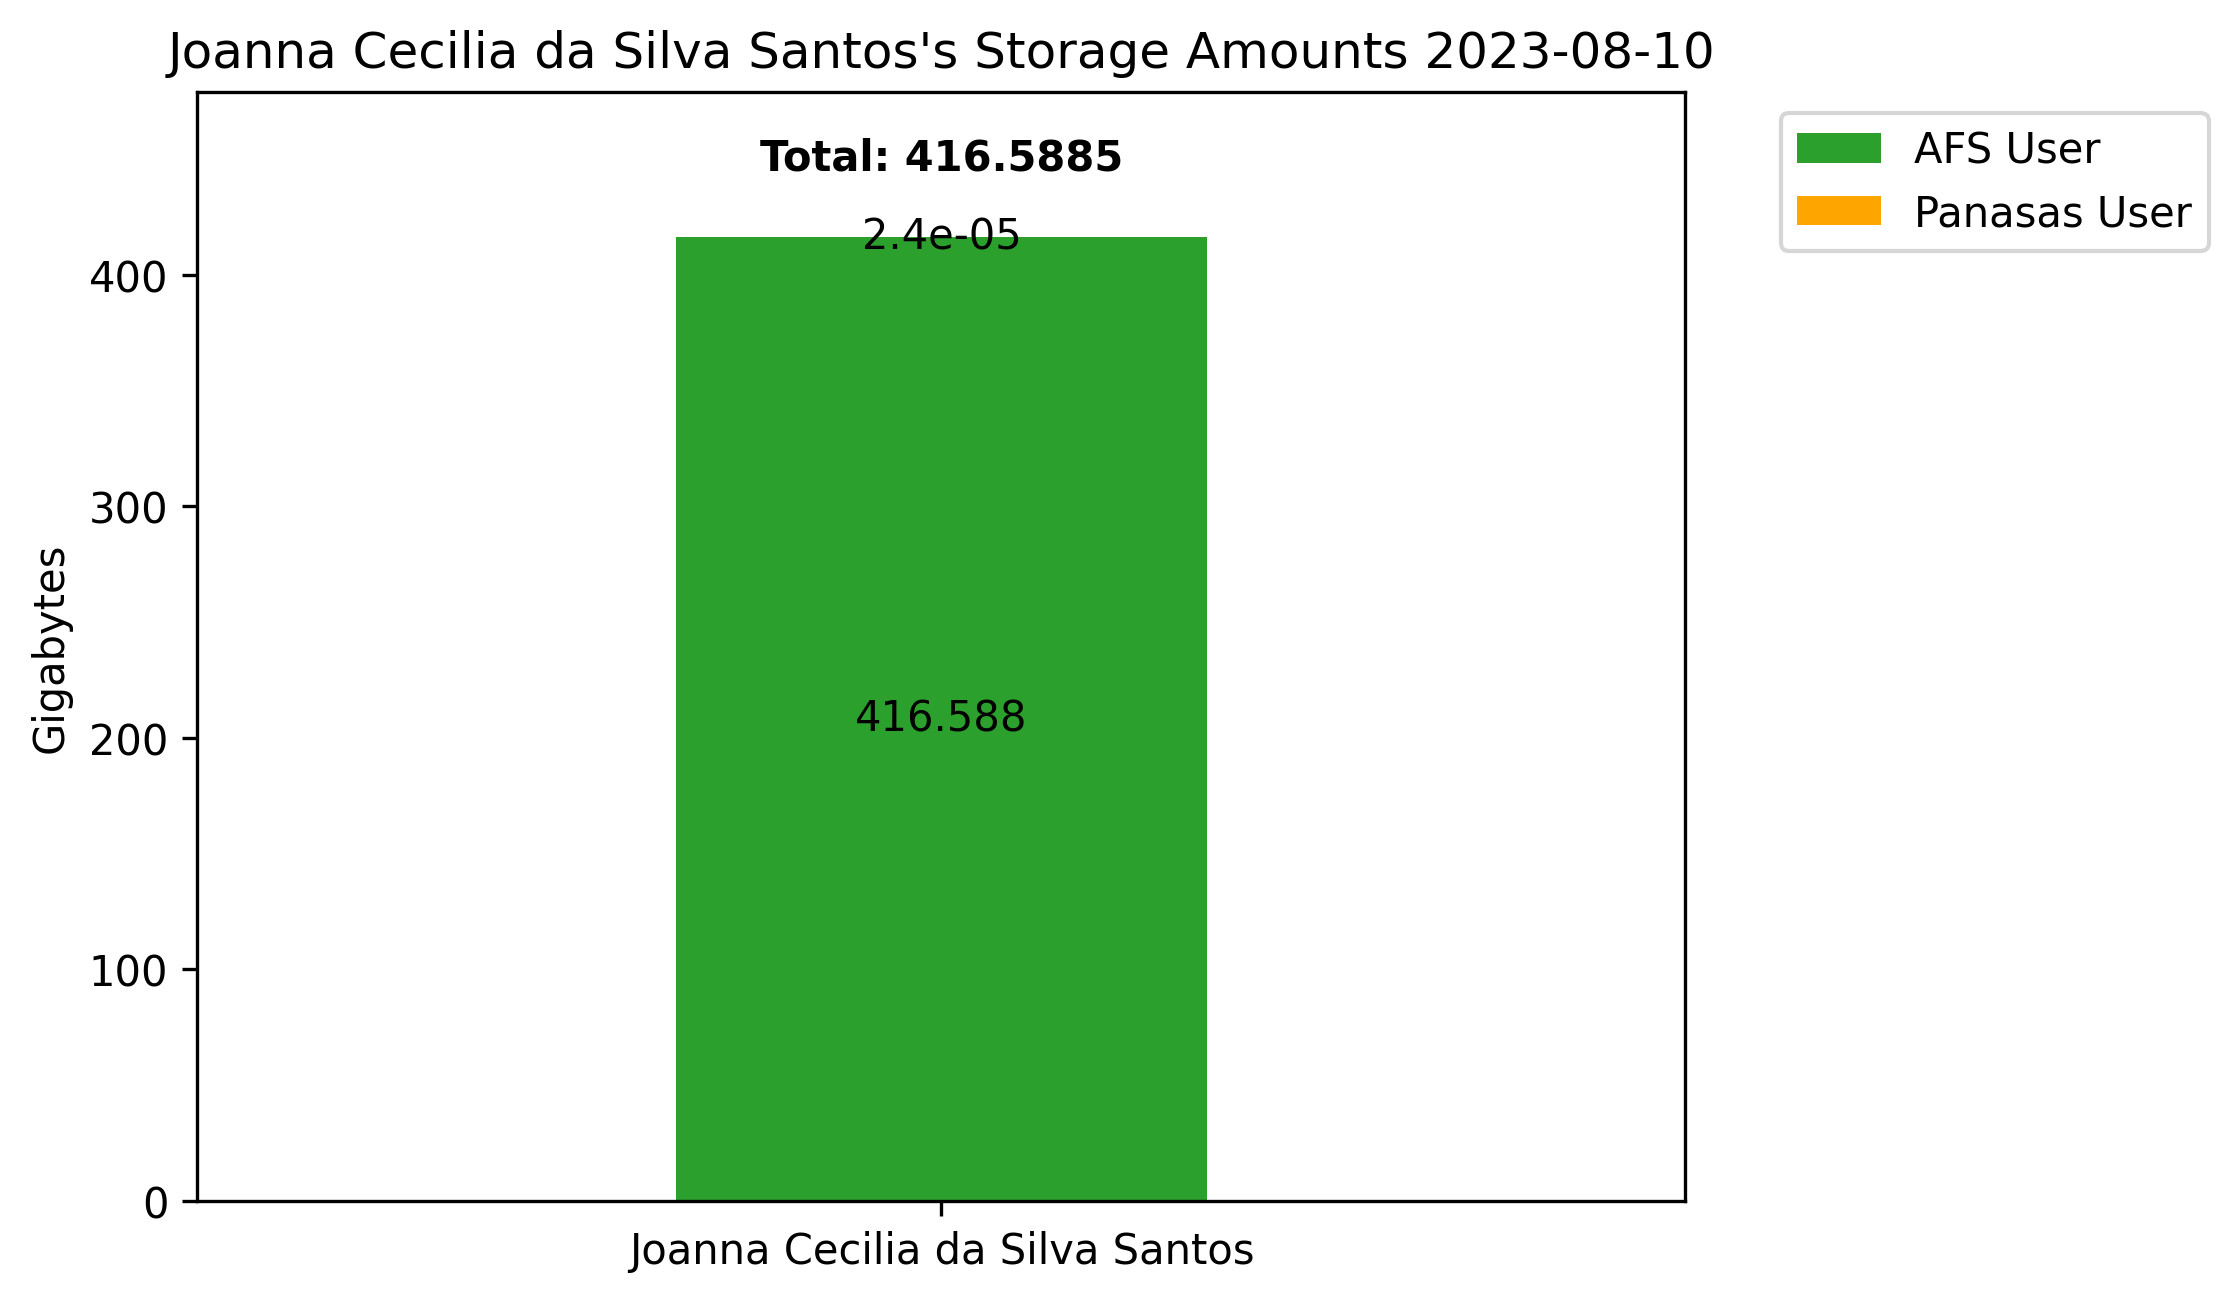 Joanna Cecilia da Silva Santos's Storage Amounts 2023-08-10
AFS User
Panasas User
Total: 416.5885
2.4e-05
416.588
400
300
200
100
0
Gigabytes
Joanna Cecilia da Silva Santos